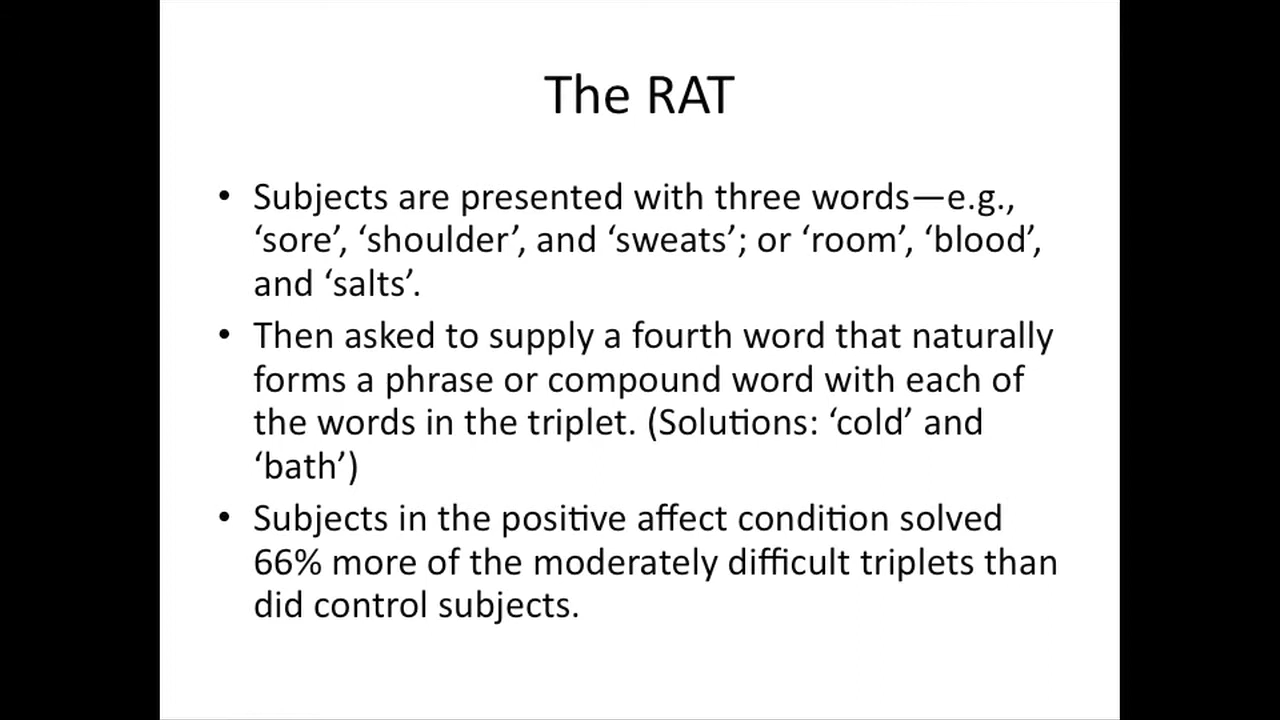 The RAT
• Subjects are presented with three words—e.g.,
‘sore’, ‘shoulder’, and ‘sweats’; or ‘room’, ‘blood’,
and ‘salts’.
• Then asked to supply a fourth word that naturally
forms a phrase or compound word with each of
the words in the triplet. (Solutions: ‘cold’ and
‘bath’)
• Subjects in the positive affect condition solved
66% more of the moderately difficult triplets than
did control subjects.